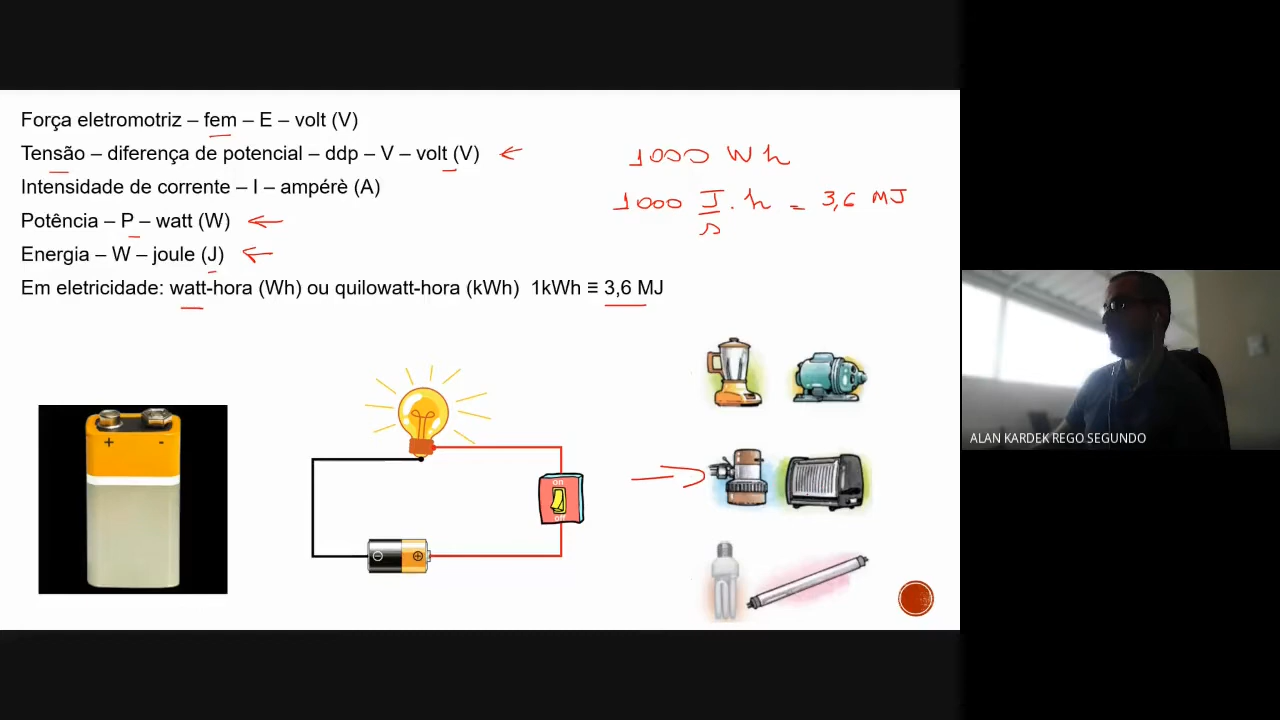 Força eletromotriz – fem – E – volt (V)
Tensão – diferença de potencial – ddp – V – volt (V)
Intensidade de corrente – I – ampérè (A)
Potência – P – watt (W)
Energia – W – joule (J)
Em eletricidade: watt-hora (Wh) ou quilowatt-hora (kWh) 1kWh ≡ 3,6 MJ
1000 W h
1000 J/s . h = 3,6 MJ
+ -
on
off
ALAN KARDEK REGO SEGUNDO